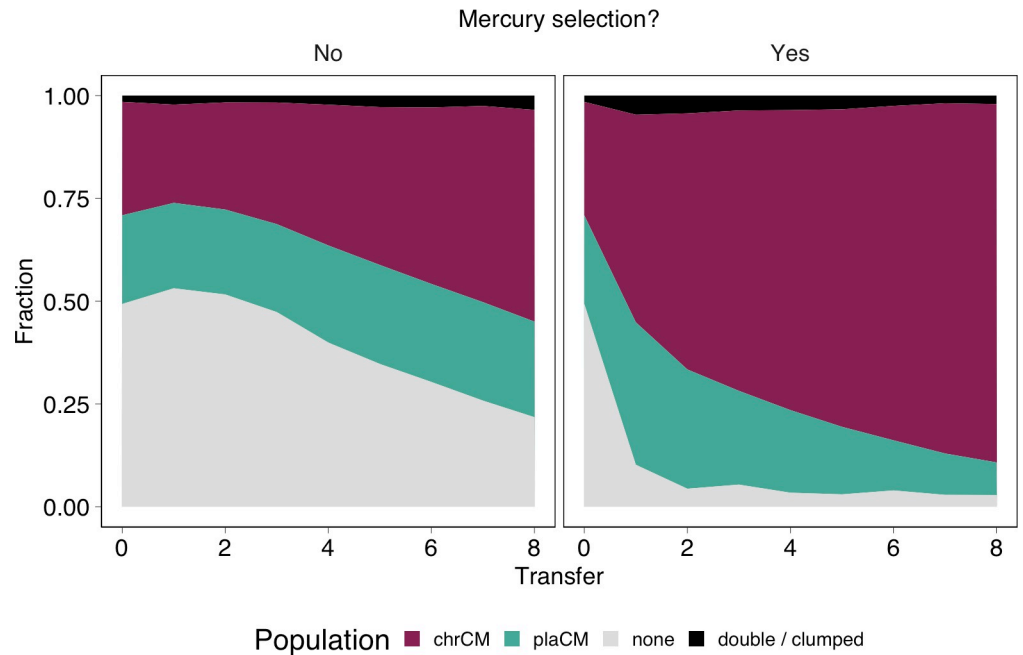 Mercury selection?
No
Yes
1.00
0.75
0.50
0.25
0.00
Fraction
0 2 4 6 8
0 2 4 6 8
Transfer
Population chrCM plaCM none double / clumped